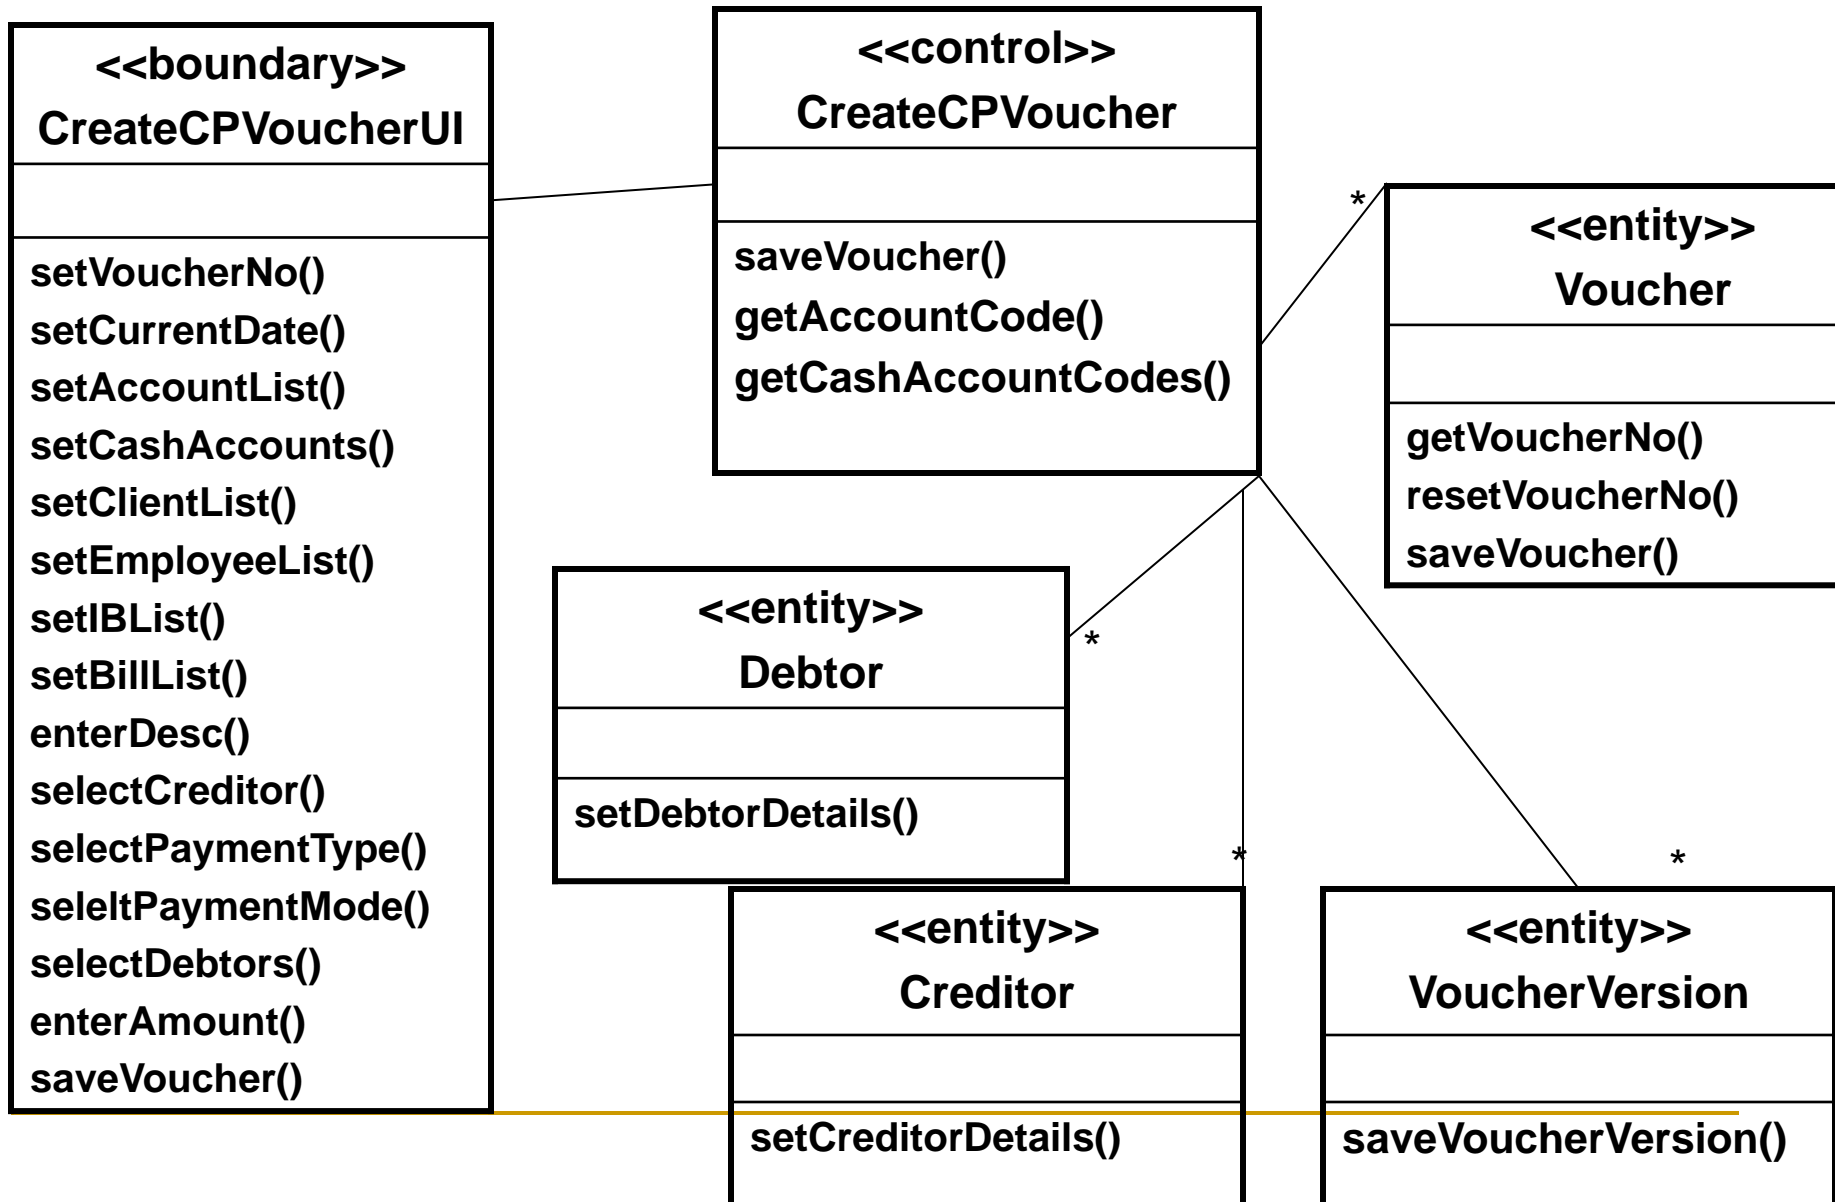 <<boundary>>
CreateCPVoucherUI
setVoucherNo()
setCurrentDate()
setAccountList()
setCashAccounts()
setClientList()
setEmployeeList()
setIBList()
setBillList()
enterDesc()
selectCreditor()
selectPaymentType()
seleltPaymentMode()
selectDebtors()
enterAmount()
saveVoucher()
<<control>>
CreateCPVoucher
saveVoucher()
getAccountCode()
getCashAccountCodes()
*
<<entity>>
Voucher
getVoucherNo()
resetVoucherNo()
saveVoucher()
<<entity>>
Debtor
setDebtorDetails()
*
*
<<entity>>
Creditor
setCreditorDetails()
*
<<entity>>
VoucherVersion
saveVoucherVersion()